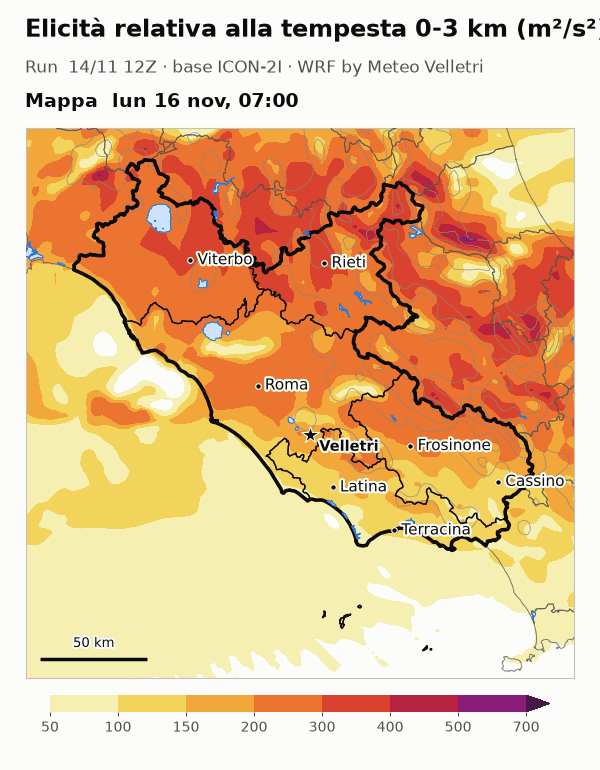 Elicità relativa alla tempesta 0-3 km (m²/s²)
Run 14/11 12Z · base ICON-2I · WRF by Meteo Velletri
Mappa lun 16 nov, 07:00
Viterbo
Rieti
Roma
Velletri
Frosinone
Cassino
Latina
Terracina
50 km
50 100 150 200 300 400 500 700